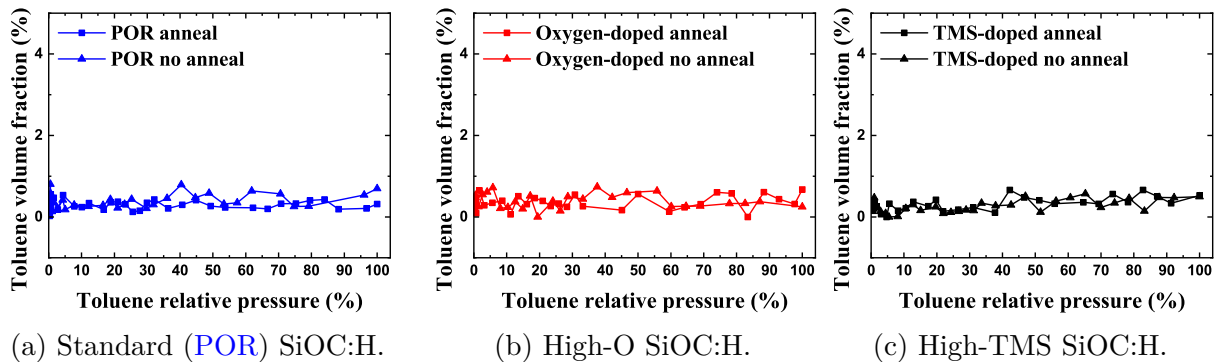 Toluene volume fraction (%)
4
2
0
POR anneal
POR no anneal
0 10 20 30 40 50 60 70 80 90 100
Toluene relative pressure (%)
(a) Standard (POR) SiOC:H.
Toluene volume fraction (%)
4
2
0
Oxygen-doped anneal
Oxygen-doped no anneal
0 10 20 30 40 50 60 70 80 90 100
Toluene relative pressure (%)
(b) High-O SiOC:H.
Toluene volume fraction (%)
4
2
0
TMS-doped anneal
TMS-doped no anneal
0 10 20 30 40 50 60 70 80 90 100
Toluene relative pressure (%)
(c) High-TMS SiOC:H.